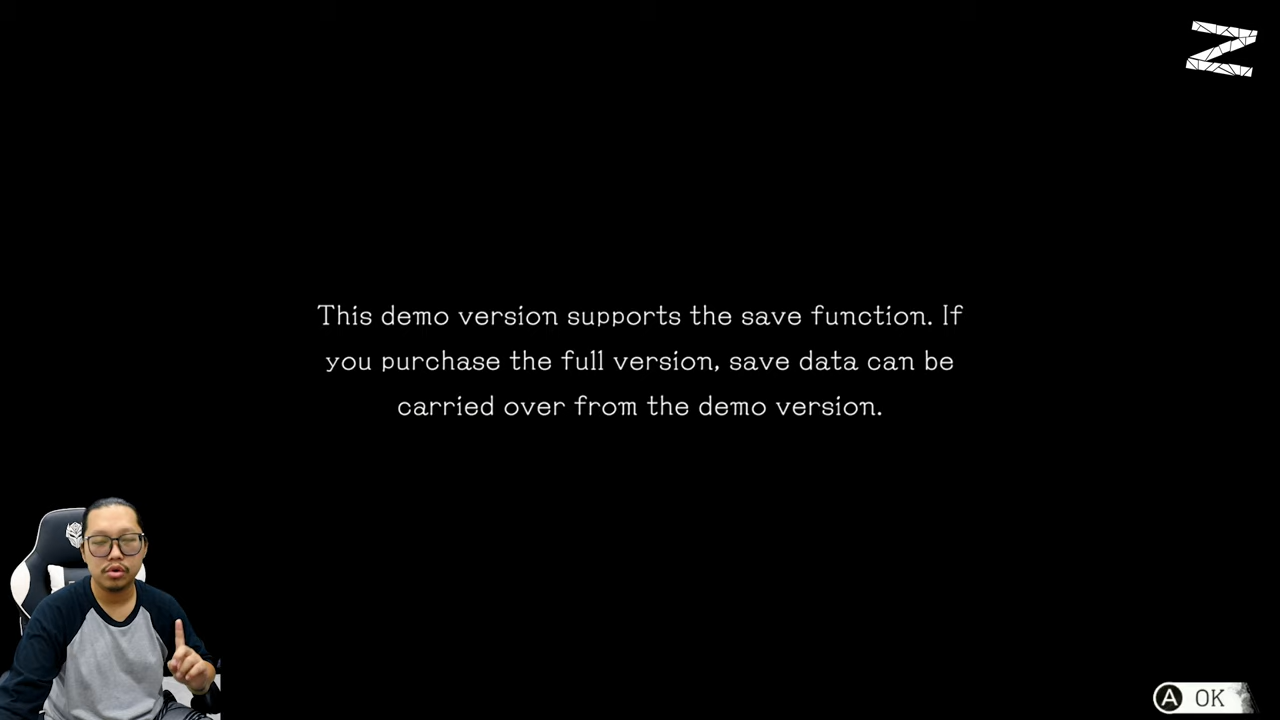 Z
This demo version supports the save function. If
you purchase the full version, save data can be
carried over from the demo version.
A OK